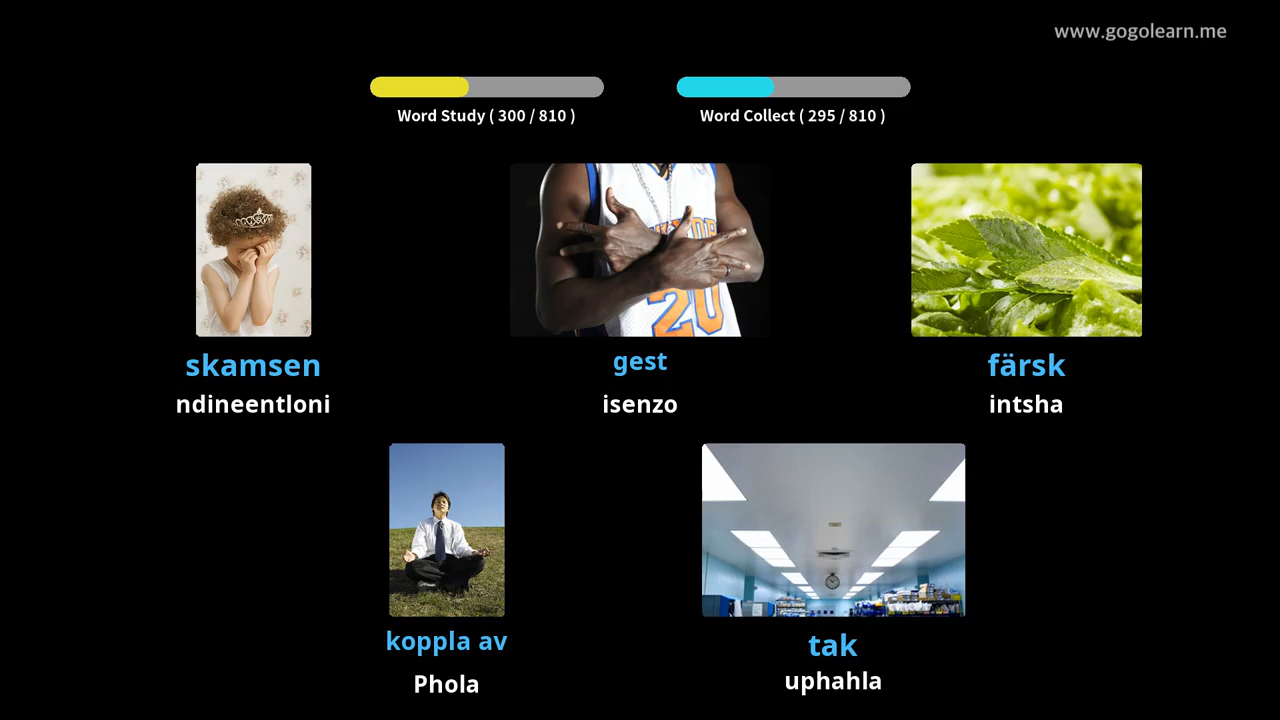 www.gogolearn.me
Word Study ( 300 / 810 )
Word Collect ( 295 / 810 )
20
skamsen
gest
färsk
ndineentloni
isenzo
intsha
koppla av
tak
Phola
uphahla